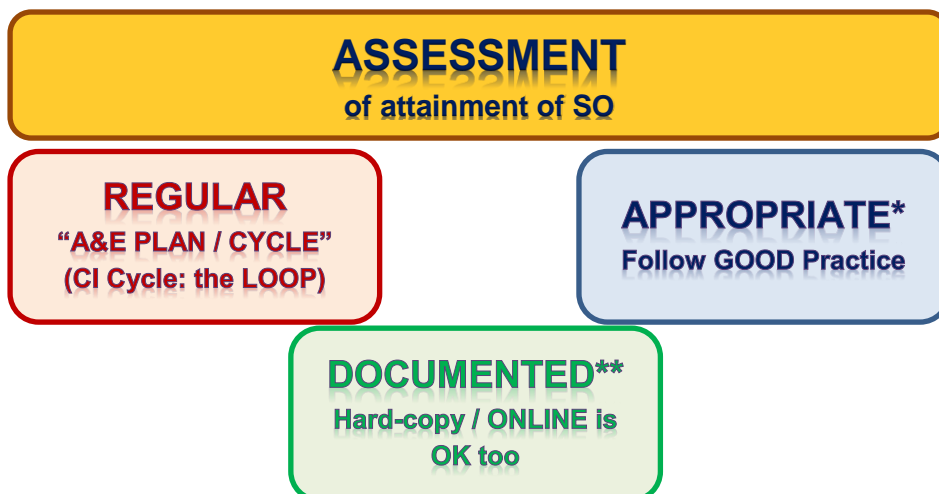 ASSESSMENT
of attainment of SO
REGULAR
“A&E PLAN / CYCLE”
(CI Cycle: the LOOP)
APPROPRIATE*
Follow GOOD Practice
DOCUMENTED**
Hard-copy / ONLINE is
OK too